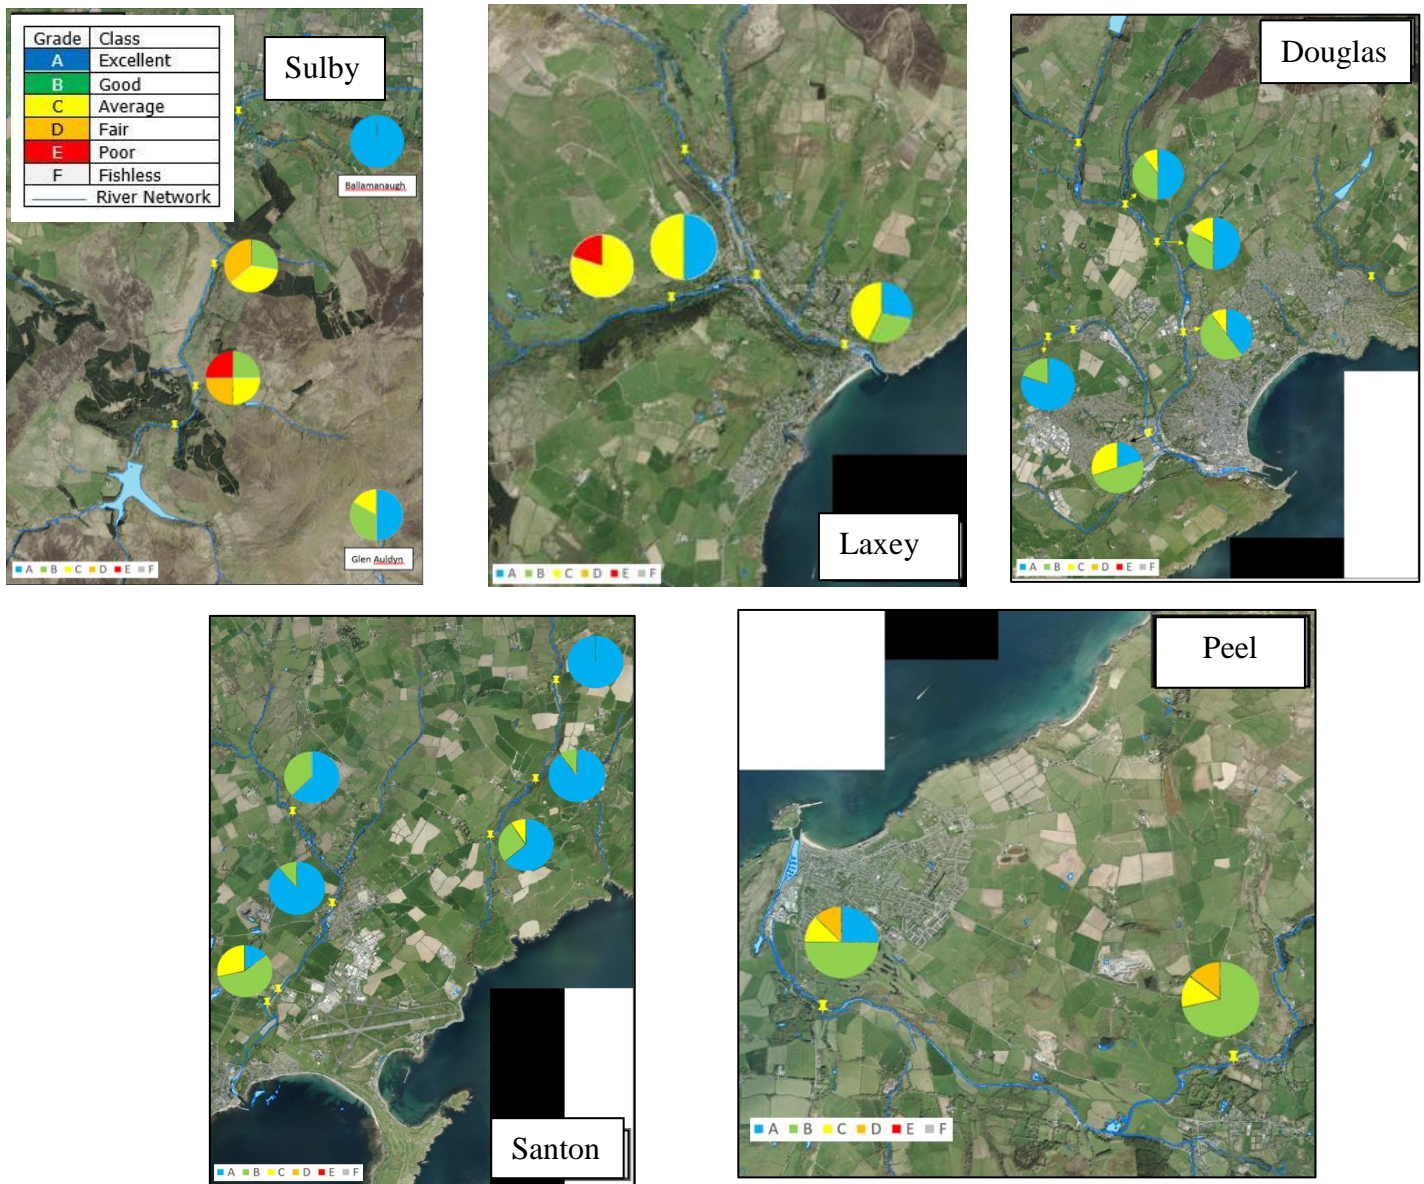 Grade Class
A Excellent
B Good
C Average
D Fair
E Poor
F Fishless
River Network
Sulby
Ballamanaugh
Glen Auldyn
A B C D E F
Laxey
A B C D E F
Douglas
A B C D E F
Santon
A B C D E F
Peel
A B C D E F